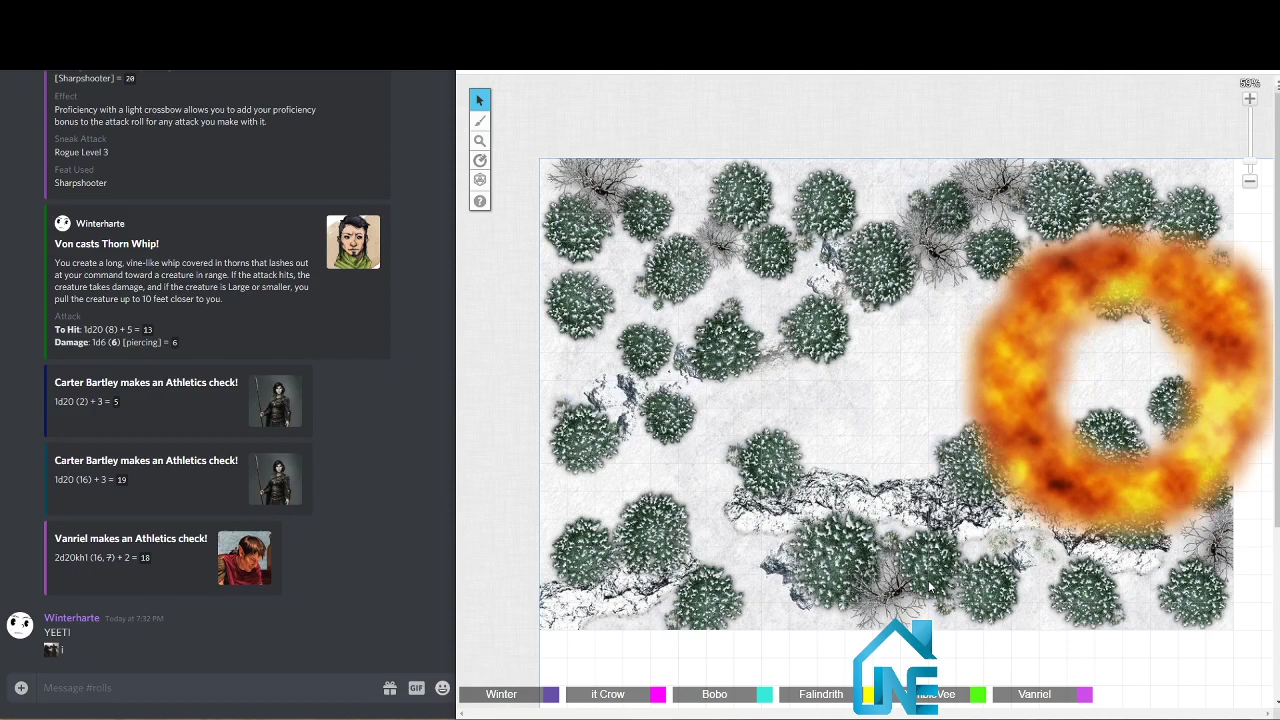 [Sharpshooter] = 20
Effect
Proficiency with a light crossbow allows you to add your proficiency
bonus to the attack roll for any attack you make with it.
Sneak Attack
Rogue Level 3
Feat Used
Sharpshooter
Winterharte
Von casts Thorn Whip!
You create a long, vine-like whip covered in thorns that lashes out
at your command toward a creature in range. If the attack hits, the
creature takes damage, and if the creature is Large or smaller, you
pull the creature up to 10 feet closer to you.
Attack
To Hit: 1d20 (8) + 5 = 13
Damage: 1d6 (6) [piercing] = 6
Carter Bartley makes an Athletics check!
1d20 (2) + 3 = 5
Carter Bartley makes an Athletics check!
1d20 (16) + 3 = 19
Vanriel makes an Athletics check!
2d20kh1 (16, 7) + 2 = 18
Winterharte Today at 7:32 PM
YEET!
i
Message #rolls
GIF
59%
Winter
it Crow
Bobo
Falindrith
Vee
Vanriel
UNE